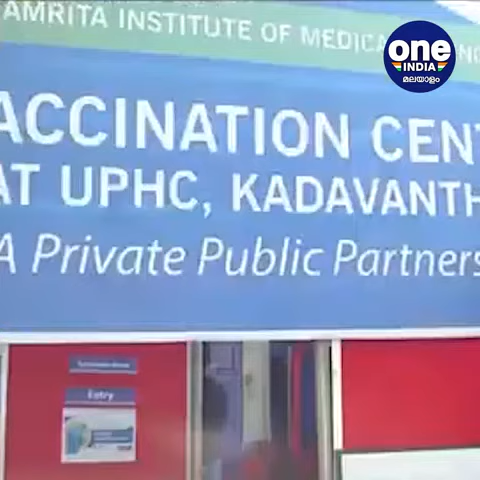 AMRITA INSTITUTE OF MEDICA
one
INDIA
മലയാളം
ACCINATION CENT
AT UPHC, KADAVANTH
A Private Public Partners
Entry